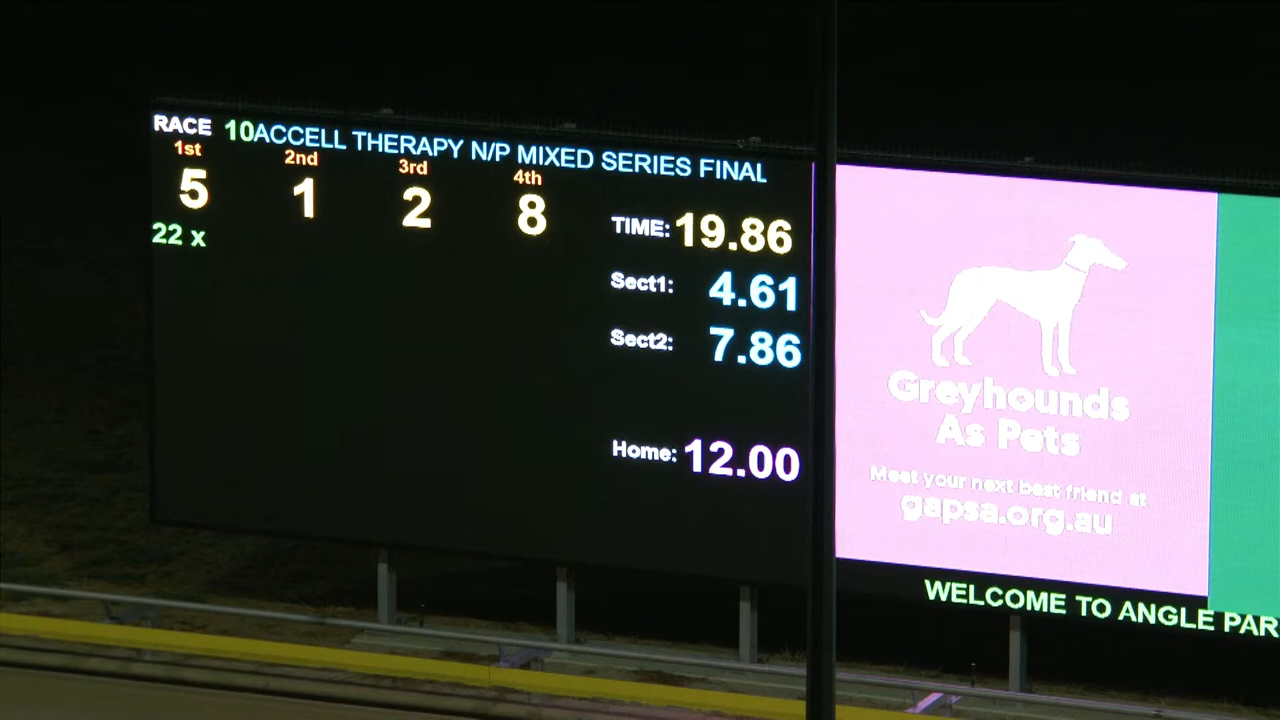 RACE 10ACCELL THERAPY N/P MIXED SERIES FINAL
1st 2nd 3rd 4th
5 1 2 8
22 x
TIME: 19.86
Sect1: 4.61
Sect2: 7.86
Home: 12.00
Greyhounds
As Pets
Meet your next best friend at
gapsa.org.au
WELCOME TO ANGLE PAR